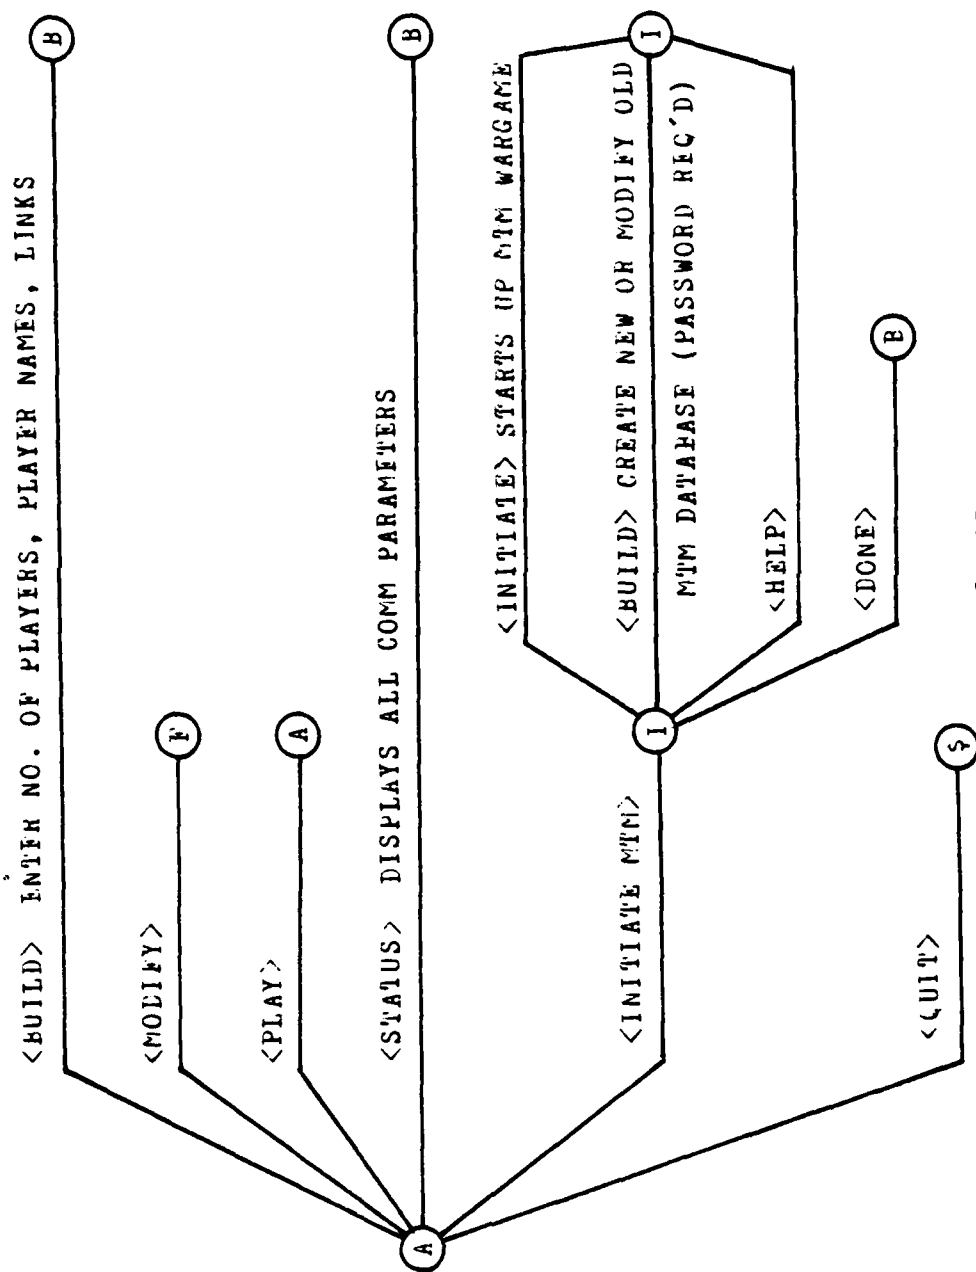 <BUILD> ENTER NO. OF PLAYERS, PLAYER NAMES, LINKS
B
<MODIFY>
F
<PLAY>
A
<STATUS> DISPLAYS ALL COMM PARAMETERS
B
A
<INITIATE MTM>
I
<INITIATE> STARTS UP MTM WARGAME
<BUILD> CREATE NEW OR MODIFY OLD
I
MTM DATABASE (PASSWORD REQ'D)
<HELP>
<DONE>
B
<QUIT>
$